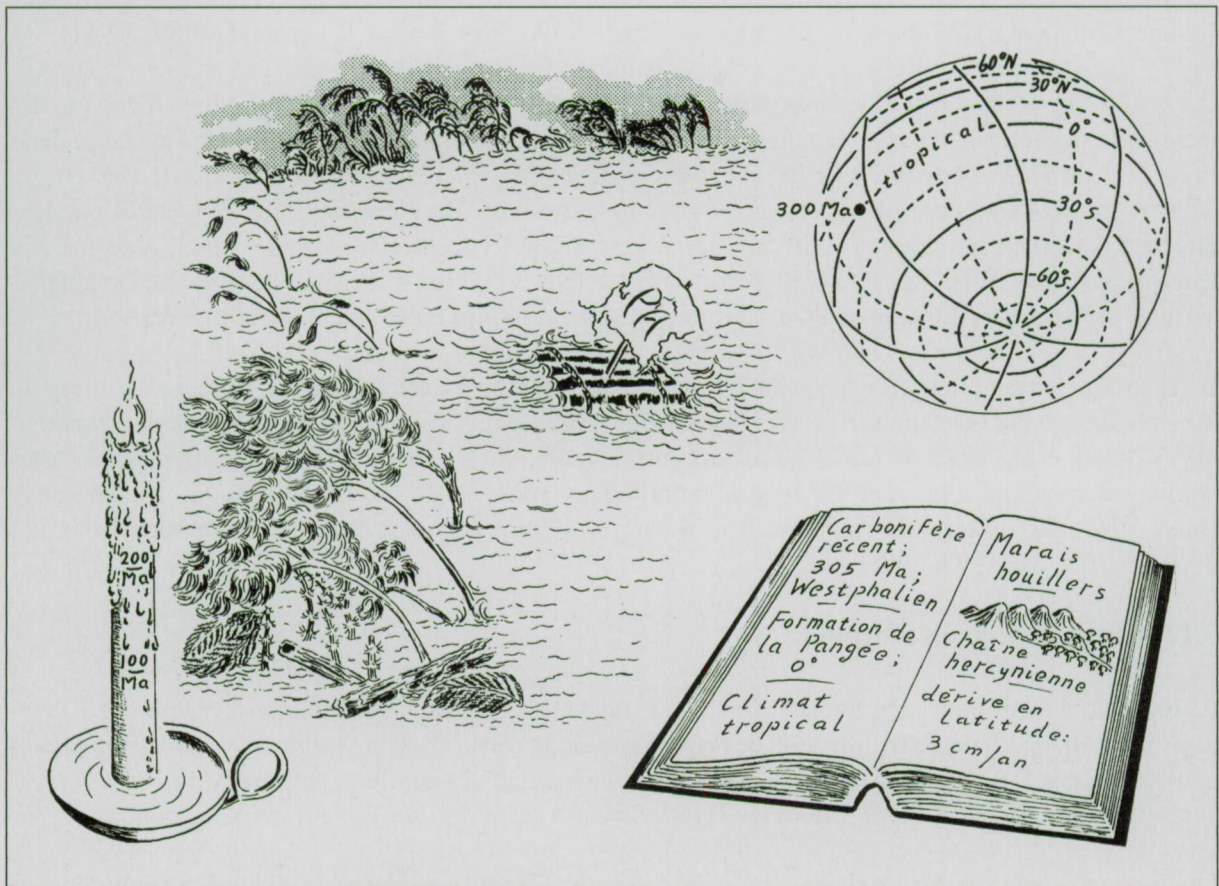 60°N
30°N
0°
tropical
300 Ma
30°S
60°S
Pa
200
Ma
100
Ma
Carbonifère
récent;
305 Ma;
Westphalien
Formation de
la Pangée;
0°
Climat
tropical
Marais
houillers
Chaîne
hercynienne
dérive en
latitude:
3 cm/an